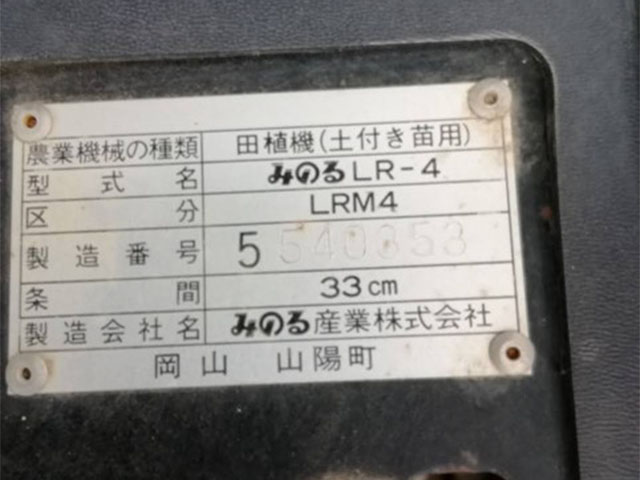 農業機械の種類 田植機(土付き苗用)
型式名 みのるLR-4
区分 LRM4
製造番号 5 540353
条間 33cm
製造会社名 みのる産業株式会社
岡山 山陽町